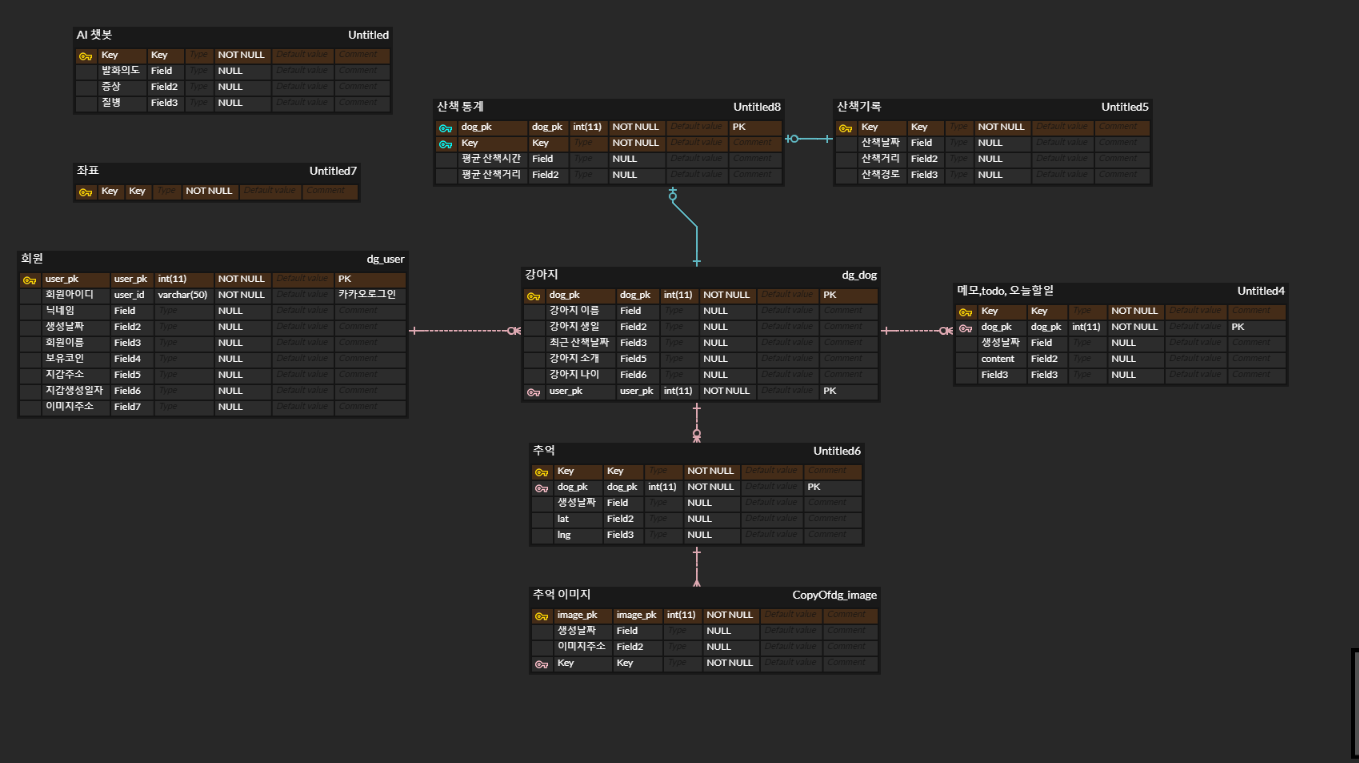 AI 챗봇 Untitled
Key Key Type NOT NULL Default value Comment
발화의도 Field Type NULL Default value Comment
증상 Field2 Type NULL Default value Comment
질병 Field3 Type NULL Default value Comment
산책 통계 Untitled8
dog_pk dog_pk int(11) NOT NULL Default value PK
Key Key Type NOT NULL Default value Comment
평균 산책시간 Field Type NULL Default value Comment
평균 산책거리 Field2 Type NULL Default value Comment
산책기록 Untitled5
Key Key Type NOT NULL Default value Comment
산책날짜 Field Type NULL Default value Comment
산책거리 Field2 Type NULL Default value Comment
산책경로 Field3 Type NULL Default value Comment
좌표 Untitled7
Key Key Type NOT NULL Default value Comment
회원 dg_user
user_pk user_pk int(11) NOT NULL Default value PK
회원아이디 user_id varchar(50) NOT NULL Default value 카카오로그인
닉네임 Field Type NULL Default value Comment
생성날짜 Field2 Type NULL Default value Comment
회원이름 Field3 Type NULL Default value Comment
보유코인 Field4 Type NULL Default value Comment
지갑주소 Field5 Type NULL Default value Comment
지갑생성일자 Field6 Type NULL Default value Comment
이미지주소 Field7 Type NULL Default value Comment
강아지 dg_dog
dog_pk dog_pk int(11) NOT NULL Default value PK
강아지 이름 Field Type NULL Default value Comment
강아지 생일 Field2 Type NULL Default value Comment
최근 산책날짜 Field3 Type NULL Default value Comment
강아지 소개 Field5 Type NULL Default value Comment
강아지 나이 Field6 Type NULL Default value Comment
user_pk user_pk int(11) NOT NULL Default value PK
메모,todo, 오늘할일 Untitled4
Key Key Type NOT NULL Default value Comment
dog_pk dog_pk int(11) NOT NULL Default value PK
생성날짜 Field Type NULL Default value Comment
content Field2 Type NULL Default value Comment
Field3 Field3 Type NULL Default value Comment
추억 Untitled6
Key Key Type NOT NULL Default value Comment
dog_pk dog_pk int(11) NOT NULL Default value PK
생성날짜 Field Type NULL Default value Comment
lat Field2 Type NULL Default value Comment
lng Field3 Type NULL Default value Comment
추억 이미지 CopyOfdg_image
image_pk image_pk int(11) NOT NULL Default value Comment
생성날짜 Field Type NULL Default value Comment
이미지주소 Field2 Type NULL Default value Comment
Key Key Type NOT NULL Default value Comment